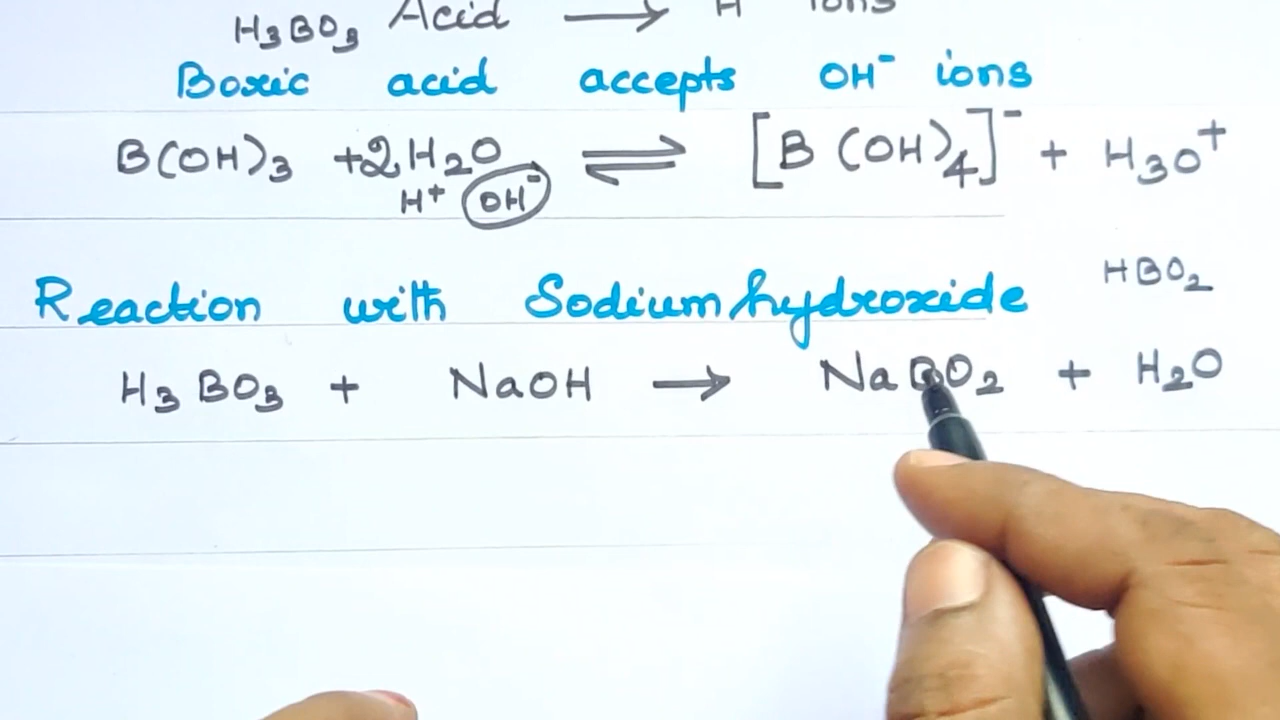 H₃BO₃ Acid → H ions
Boric acid accepts OH⁻ ions
B(OH)₃ + 2H₂O ⇌ [B(OH)₄]⁻ + H₃O⁺
H⁺ OH⁻
HBO₂
Reaction with Sodium hydroxide
H₃BO₃ + NaOH → NaBO₂ + H₂O